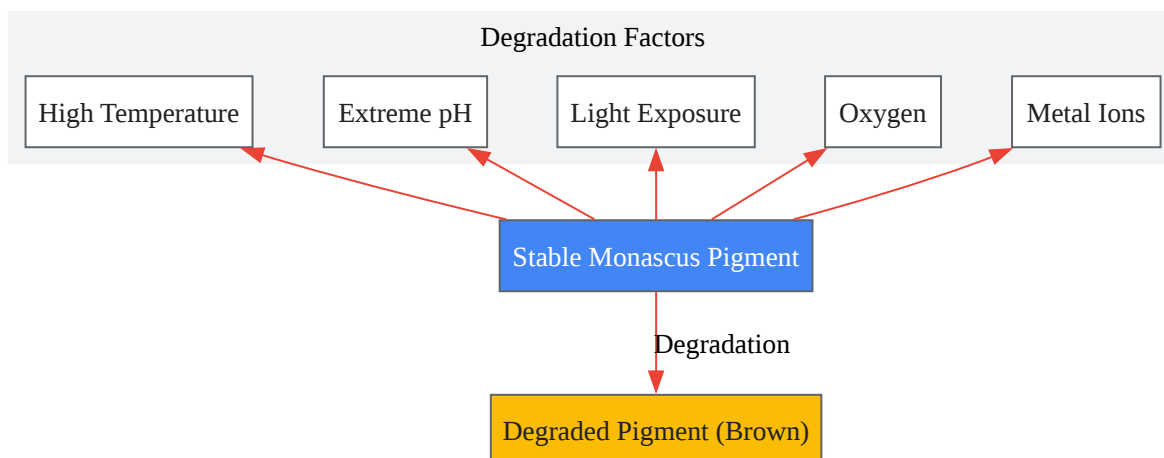 Degradation Factors
High Temperature
Extreme pH
Light Exposure
Oxygen
Metal Ions
Stable Monascus Pigment
Degradation
Degraded Pigment (Brown)